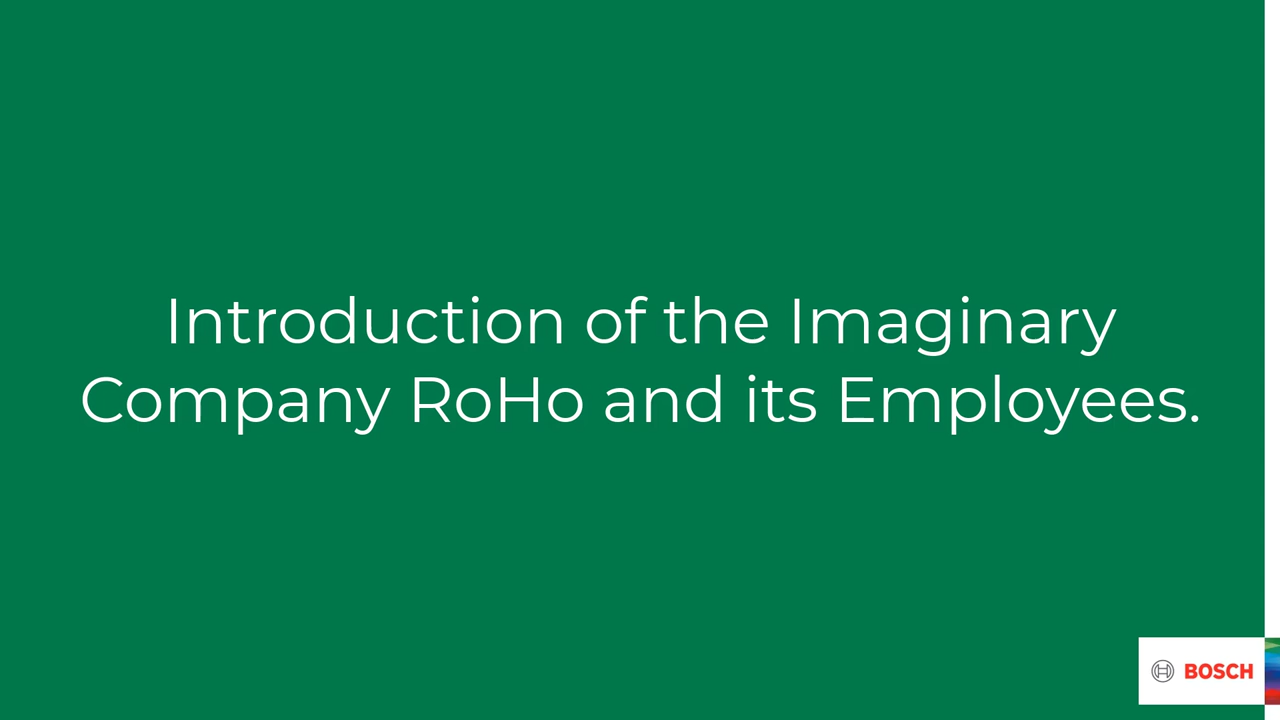 Introduction of the Imaginary
Company RoHo and its Employees.
BOSCH